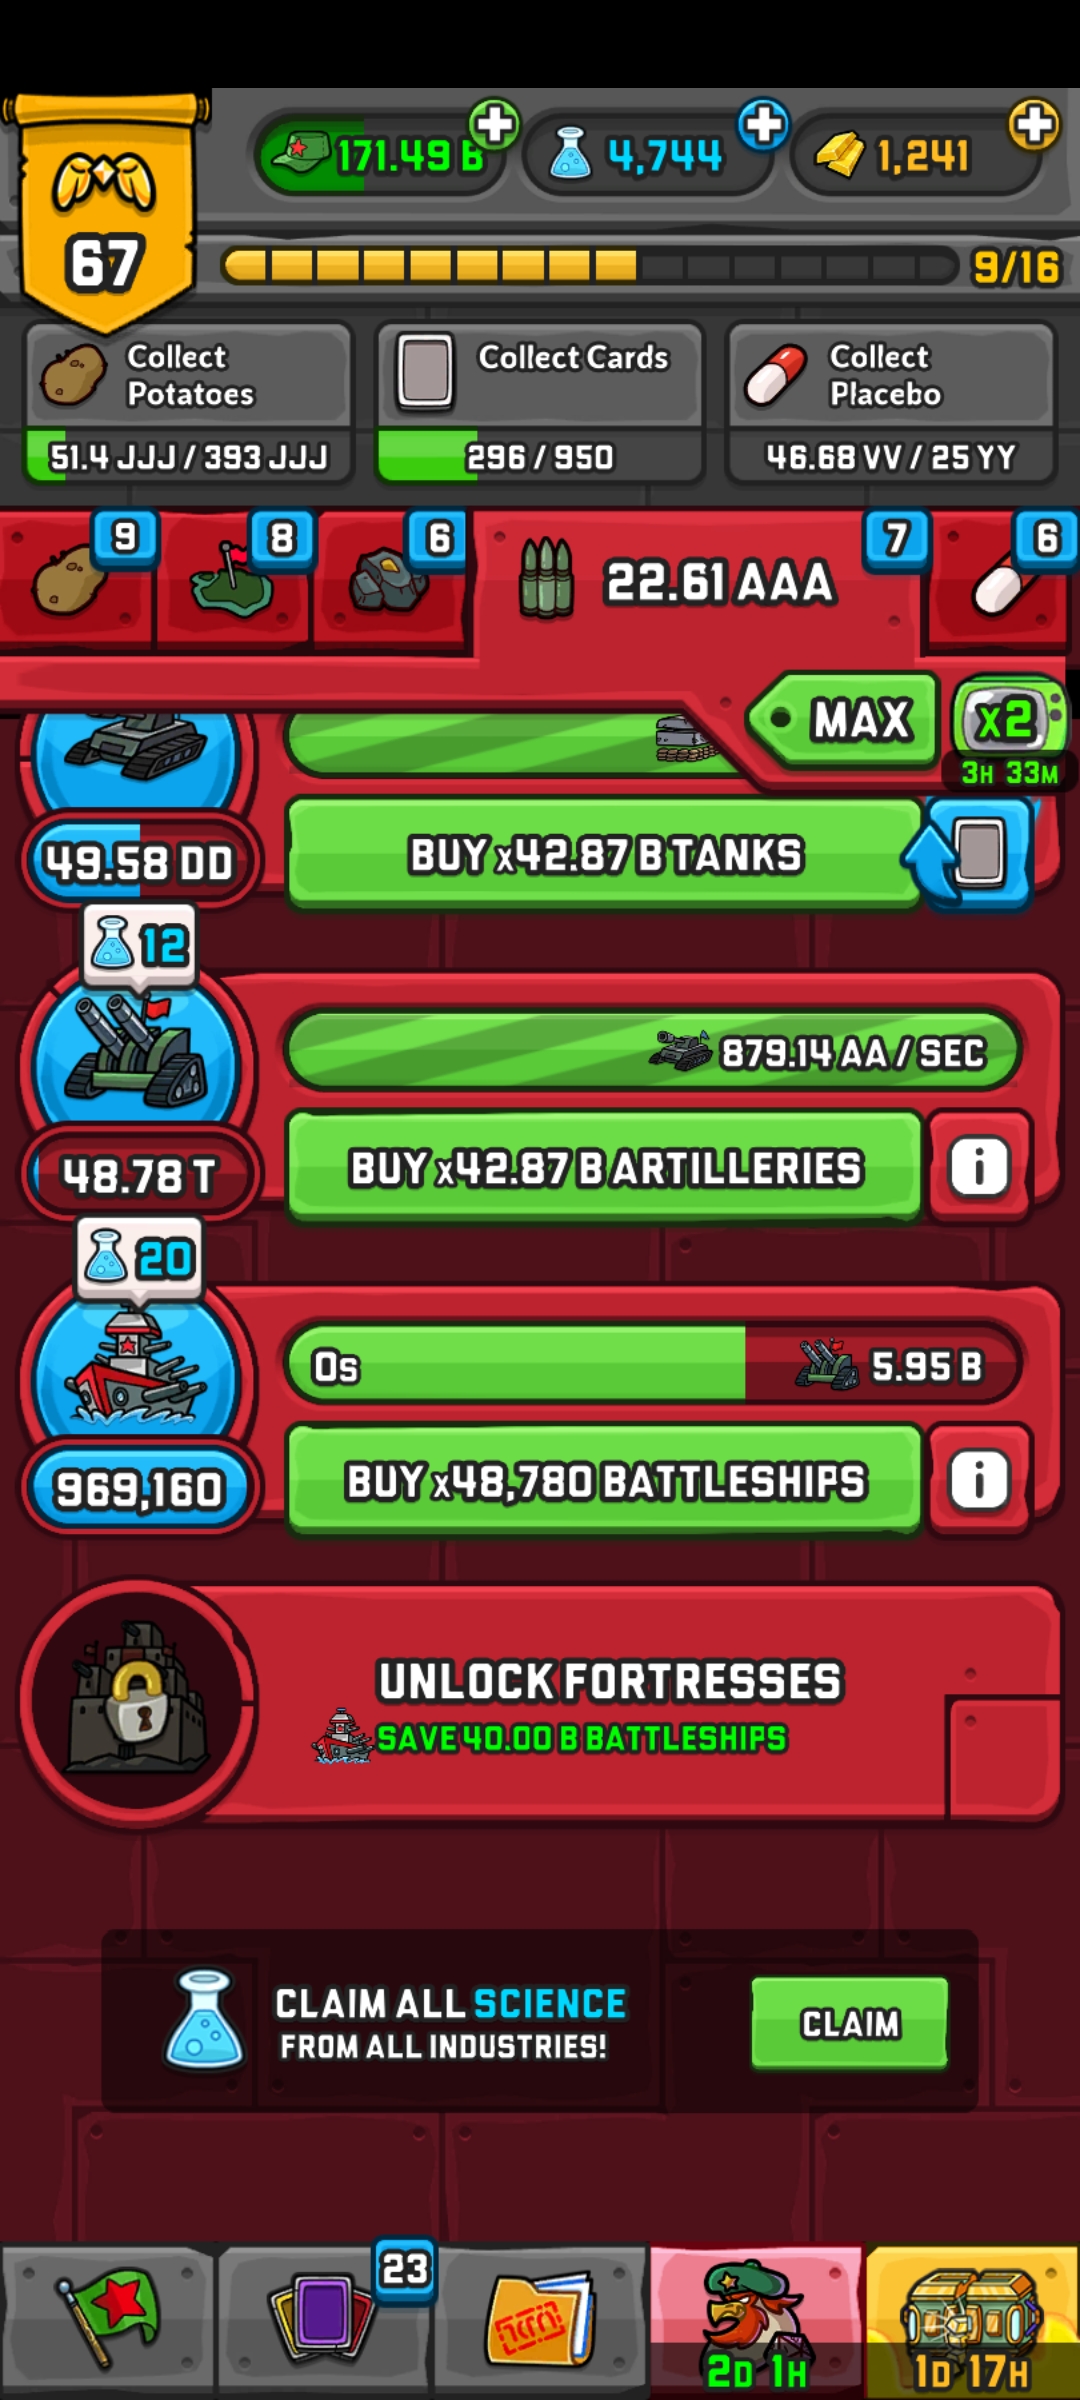 171.49 B
4,744
1,241
67
9/16
Collect
Potatoes
51.4 JJJ / 393 JJJ
Collect Cards
296 / 950
Collect
Placebo
46.68 VV / 25 YY
9
8
6
22.61 AAA
7
6
MAX
x2
3H 33M
49.58 DD
BUY x42.87 B TANKS
12
879.14 AA / SEC
48.78 T
BUY x42.87 B ARTILLERIES
20
0s
5.95 B
969,160
BUY x48,780 BATTLESHIPS
UNLOCK FORTRESSES
SAVE 40.00 B BATTLESHIPS
CLAIM ALL SCIENCE
FROM ALL INDUSTRIES!
CLAIM
23
2D 1H
1D 17H